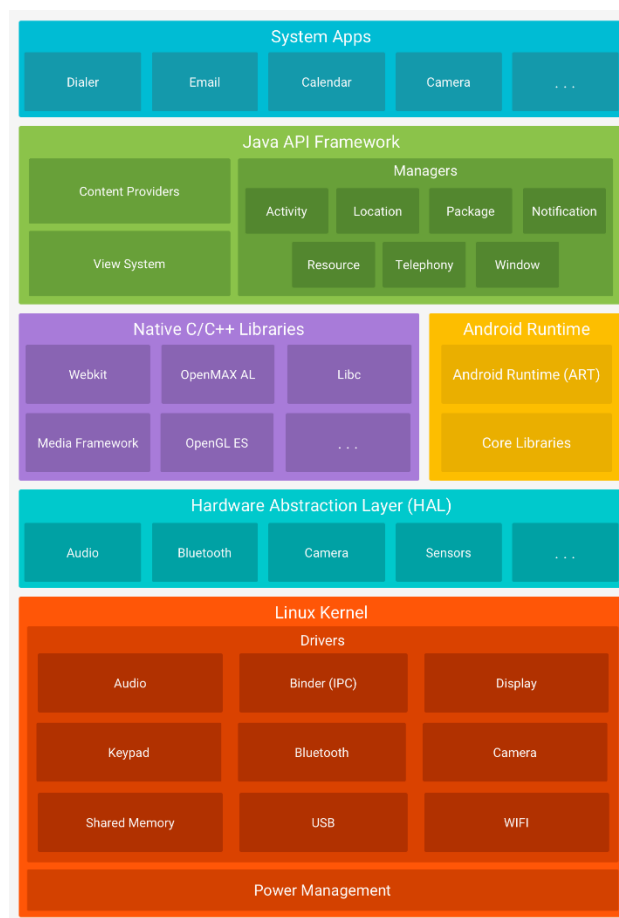 System Apps
Dialer
Email
Calendar
Camera
. . .
Java API Framework
Content Providers
View System
Managers
Activity
Location
Package
Notification
Resource
Telephony
Window
Native C/C++ Libraries
Webkit
OpenMAX AL
Libc
Media Framework
OpenGL ES
. . .
Android Runtime
Android Runtime (ART)
Core Libraries
Hardware Abstraction Layer (HAL)
Audio
Bluetooth
Camera
Sensors
. . .
Linux Kernel
Drivers
Audio
Binder (IPC)
Display
Keypad
Bluetooth
Camera
Shared Memory
USB
WIFI
Power Management